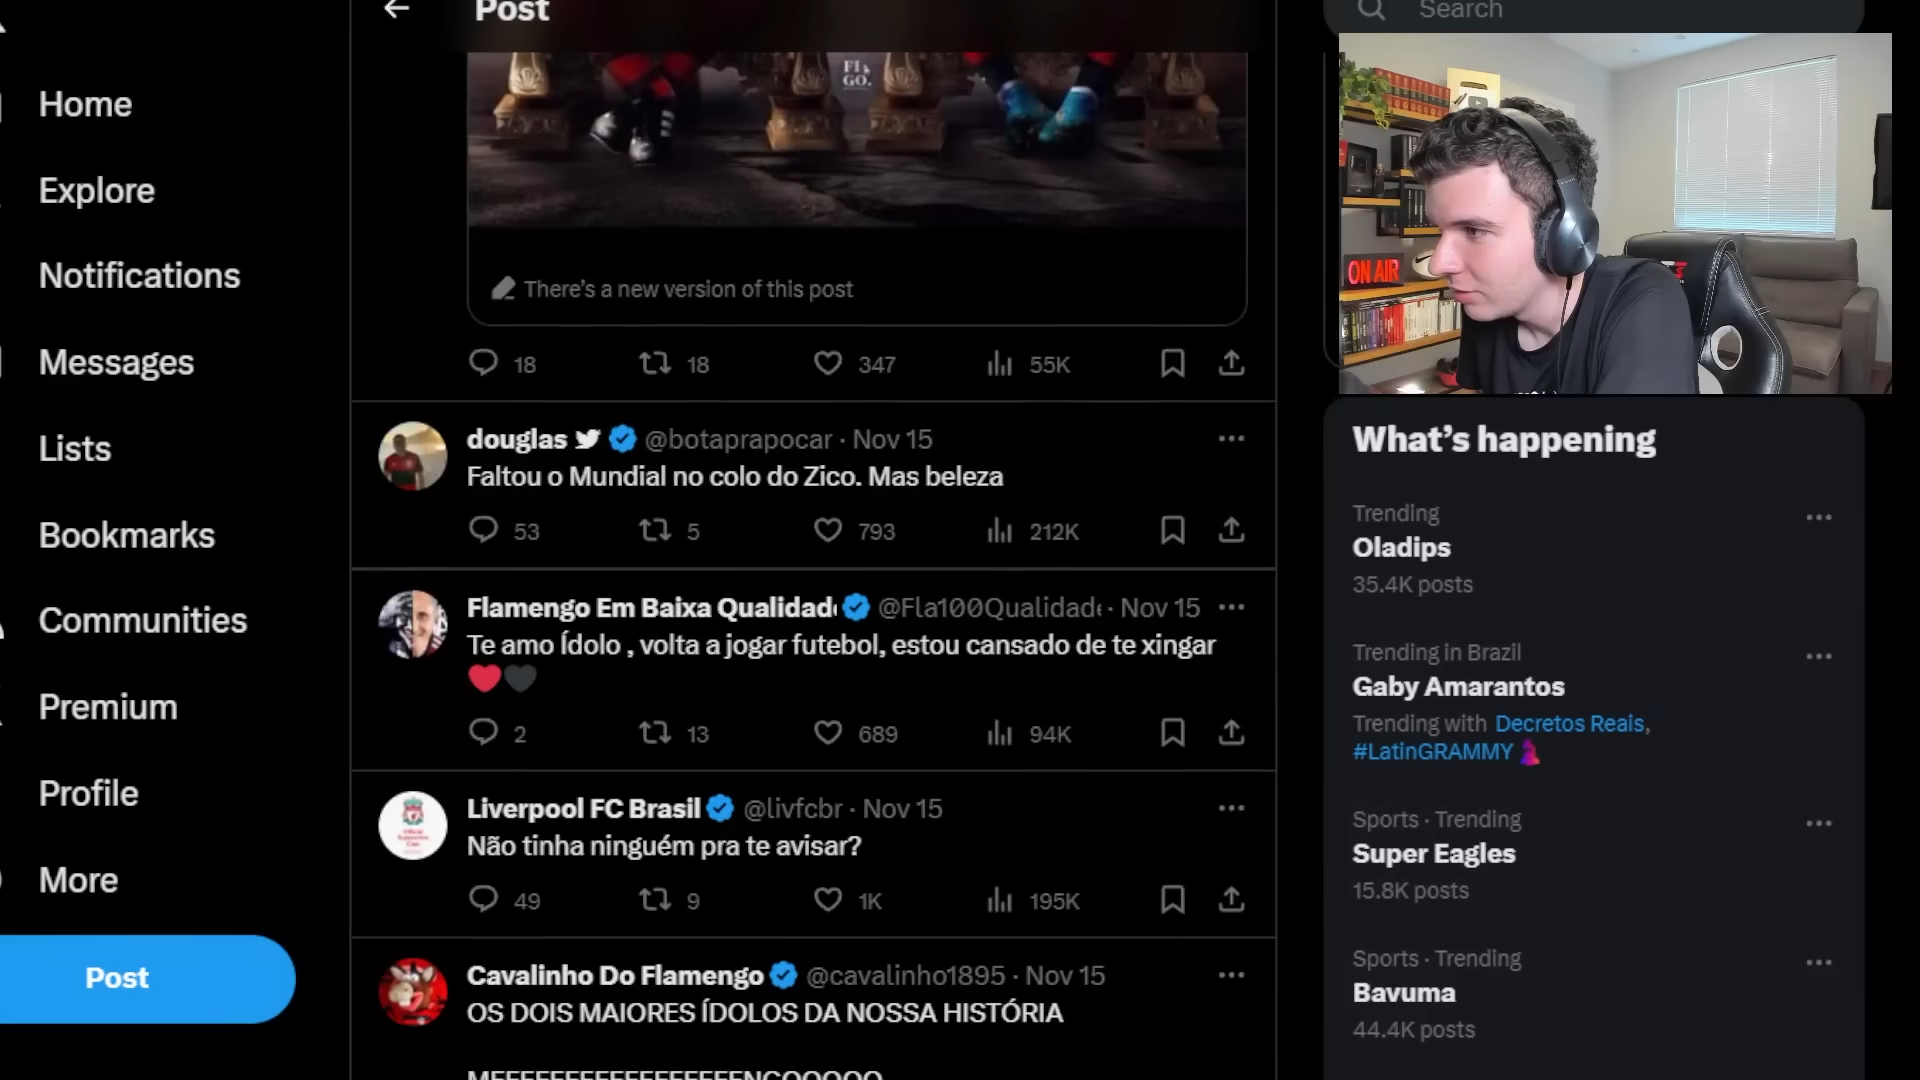 Post
Search
Home
Explore
Notifications
Messages
Lists
Bookmarks
Communities
Premium
Profile
More
Post
FI
GO.
There's a new version of this post
18 18 347 55K
douglas @botaprapocar · Nov 15
Faltou o Mundial no colo do Zico. Mas beleza
53 5 793 212K
Flamengo Em Baixa Qualidad @Fla100Qualidad · Nov 15
Te amo Ídolo , volta a jogar futebol, estou cansado de te xingar
2 13 689 94K
Liverpool FC Brasil @livfcbr · Nov 15
Não tinha ninguém pra te avisar?
49 9 1K 195K
Cavalinho Do Flamengo @cavalinho1895 · Nov 15
OS DOIS MAIORES ÍDOLOS DA NOSSA HISTÓRIA
ON AIR
What's happening
Trending
Oladips
35.4K posts
Trending in Brazil
Gaby Amarantos
Trending with Decretos Reais,
#LatinGRAMMY
Sports · Trending
Super Eagles
15.8K posts
Sports · Trending
Bavuma
44.4K posts